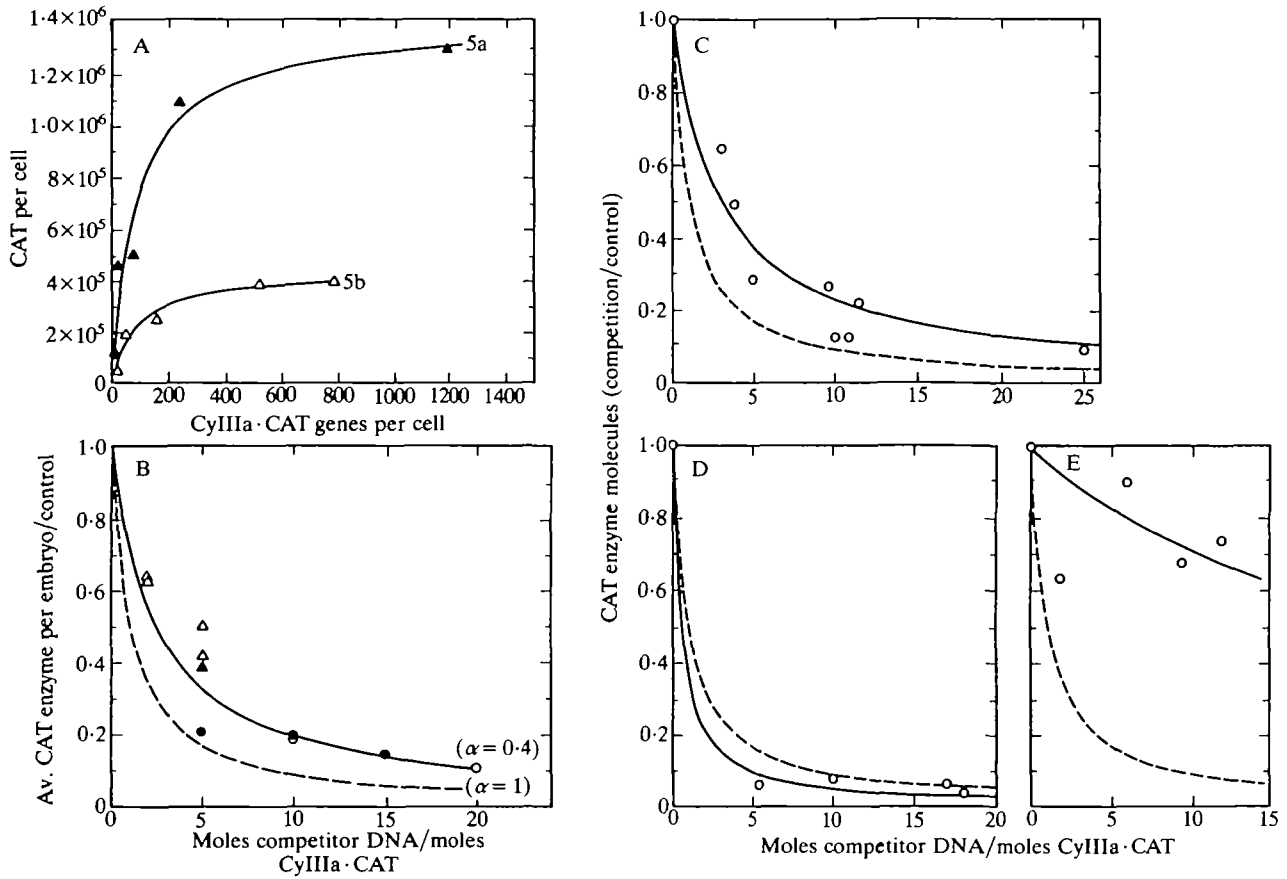 A
1·4×10⁶
1·2×10⁶
1·0×10⁶
8×10⁵
6×10⁵
4×10⁵
2×10⁵
0
CAT per cell
5a
5b
0 200 400 600 800 1000 1200 1400
CyIIIa·CAT genes per cell
B
1·0
0·8
0·6
0·4
0·2
0
Av. CAT enzyme per embryo/control
(α=0·4)
(α=1)
0 5 10 15 20
Moles competitor DNA/moles
CyIIIa·CAT
CAT enzyme molecules (competition/control)
C
1·0
0·8
0·6
0·4
0·2
0
0 5 10 15 20 25
D
1·0
0·8
0·6
0·4
0·2
0
0 5 10 15 20
E
0 5 10 15
Moles competitor DNA/moles CyIIIa·CAT